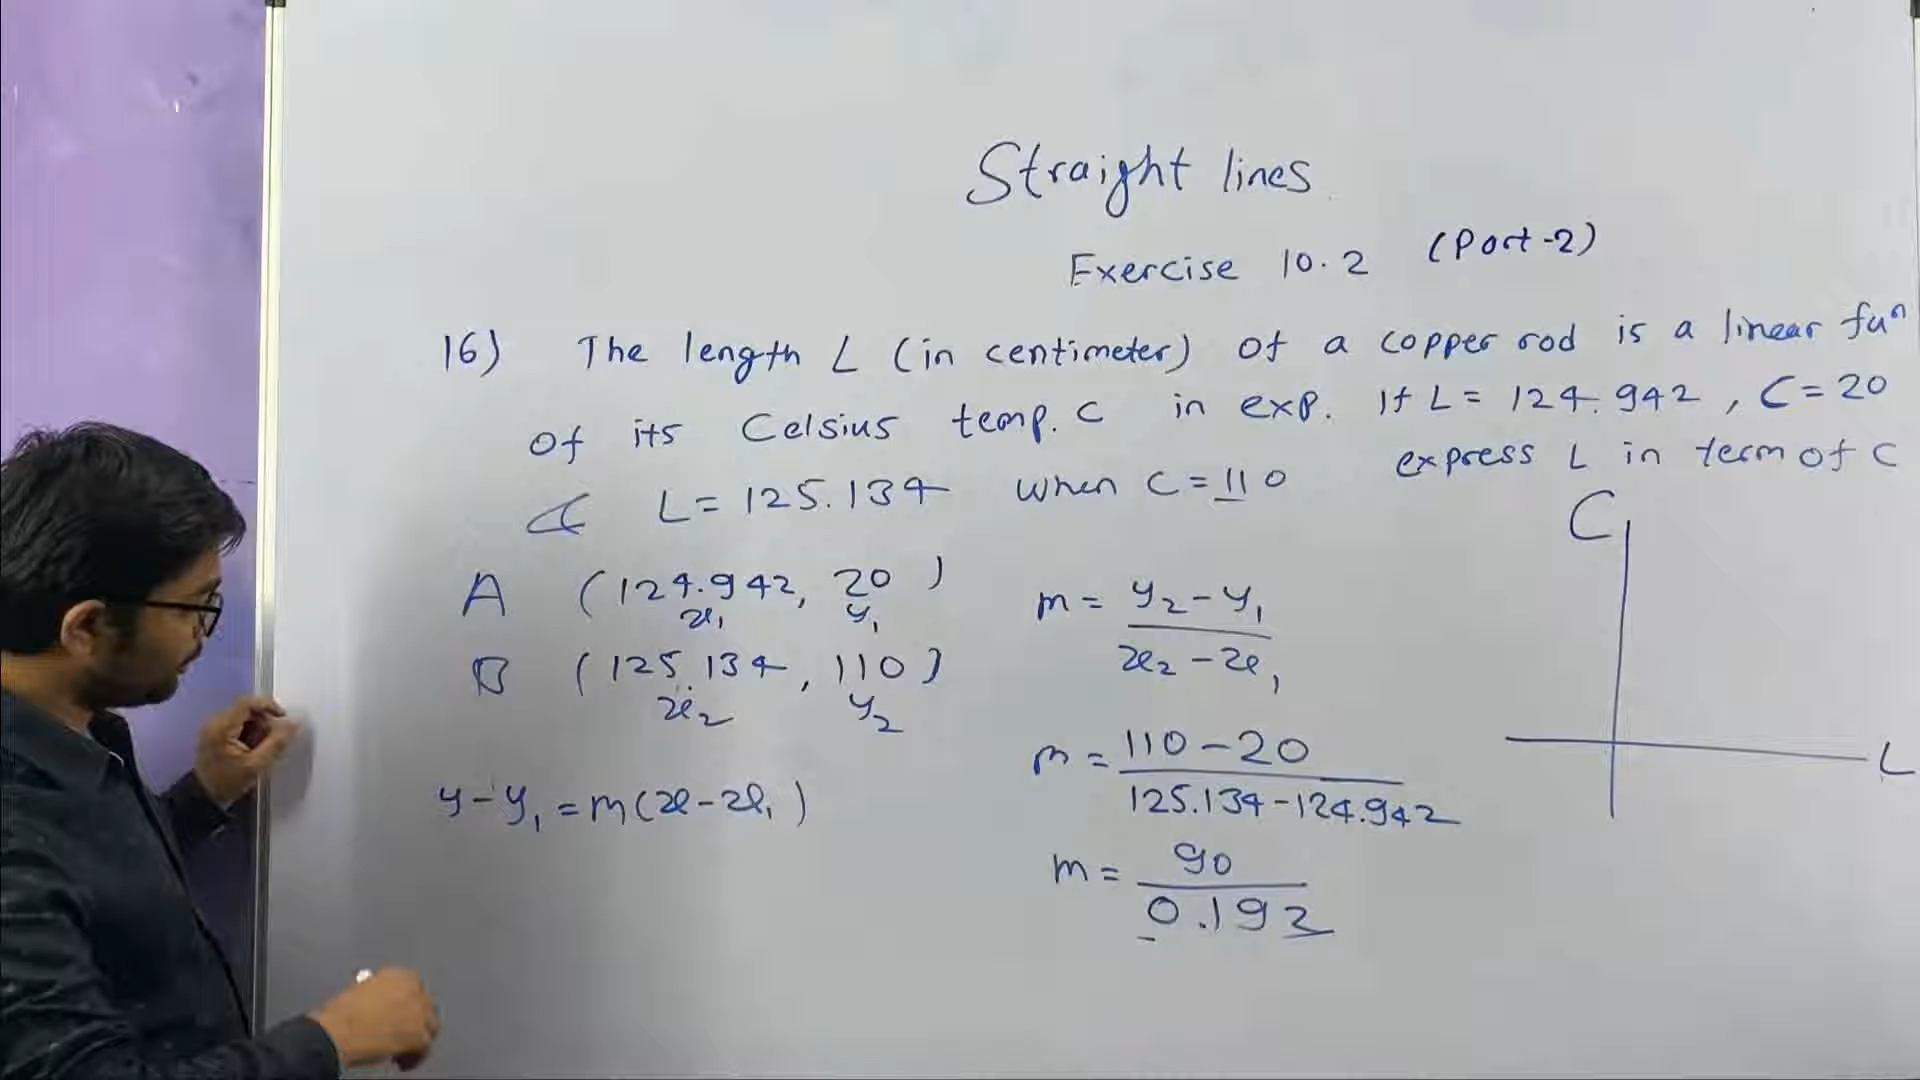 Straight lines
Exercise 10.2 (Part-2)
16) The length L (in centimeter) of a copper rod is a linear fuⁿ
of its Celsius temp. C in exp. If L = 124.942, C = 20
& L = 125.134 when C = 110 express L in term of C
A (124.942, 20)
x₁ y₁
B (125.134, 110)
x₂ y₂
y - y₁ = m(x - x₁)
m = y₂ - y₁ / x₂ - x₁
m = 110 - 20 / 125.134 - 124.942
m = 90 / 0.192
C
L